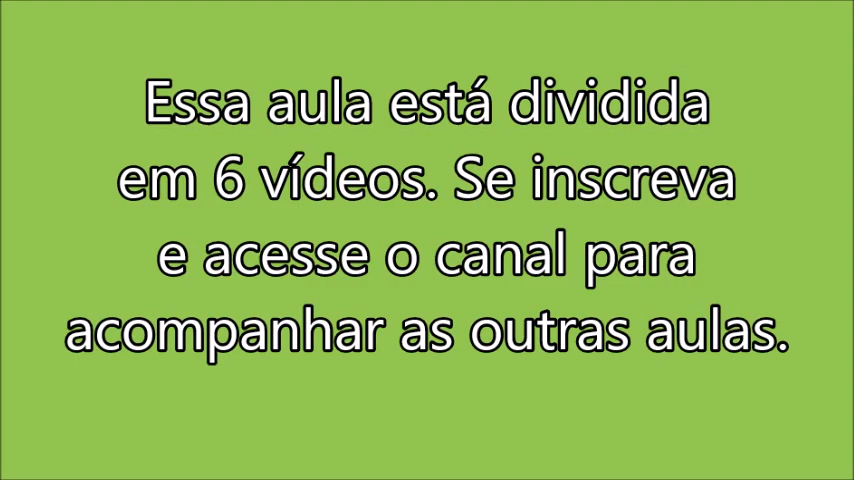 Essa aula está dividida
em 6 vídeos. Se inscreva
e acesse o canal para
acompanhar as outras aulas.